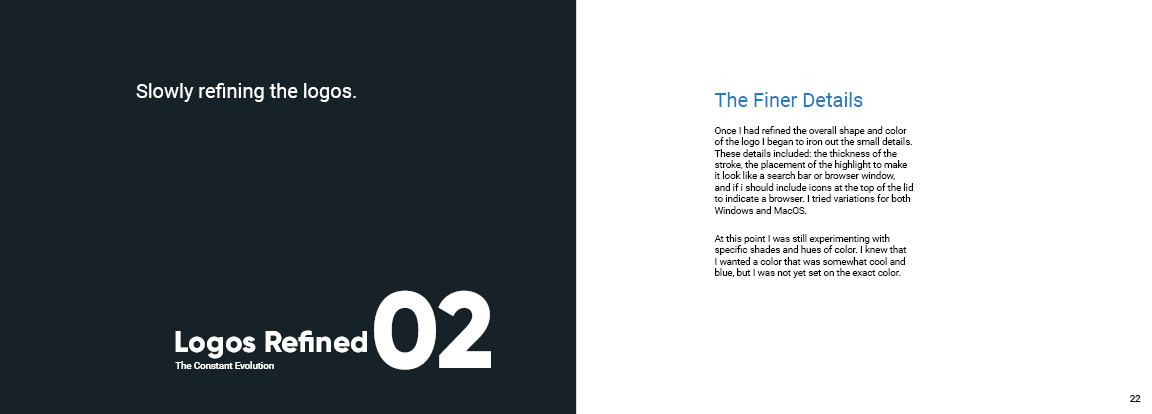 Slowly refining the logos.
Logos Refined 02
The Constant Evolution
The Finer Details
Once I had refined the overall shape and color
of the logo I began to iron out the small details.
These details included: the thickness of the
stroke, the placement of the highlight to make
it look like a search bar or browser window,
and if i should include icons at the top of the lid
to indicate a browser. I tried variations for both
Windows and MacOS.
At this point I was still experimenting with
specific shades and hues of color. I knew that
I wanted a color that was somewhat cool and
blue, but I was not yet set on the exact color.
22